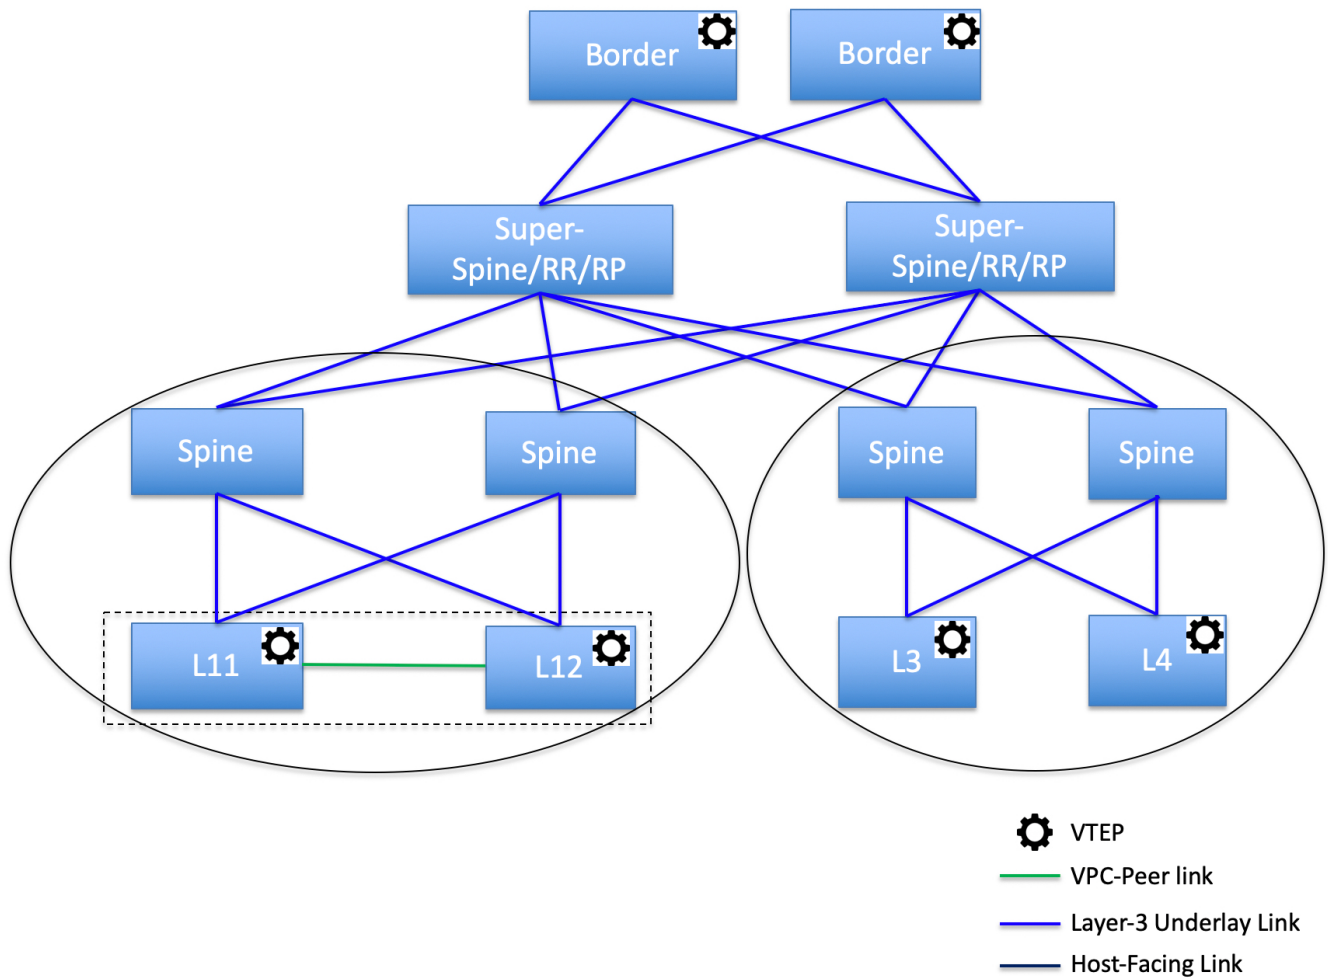 Border
Border
Super-
Spine/RR/RP
Super-
Spine/RR/RP
Spine
Spine
Spine
Spine
L11
L12
L3
L4
VTEP
VPC-Peer link
Layer-3 Underlay Link
Host-Facing Link